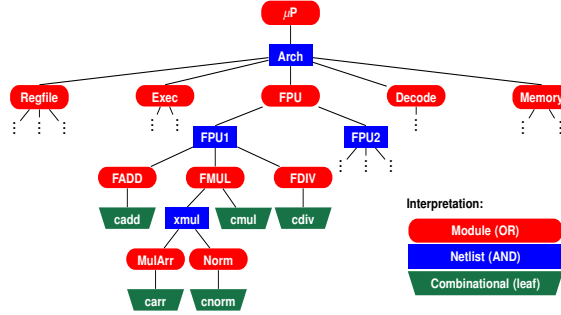 μP
Arch
Regfile Exec FPU Decode Memory
FPU1 FPU2
FADD FMUL FDIV
cadd xmul cmul cdiv
MulArr Norm
carr cnorm
Interpretation:
Module (OR)
Netlist (AND)
Combinational (leaf)